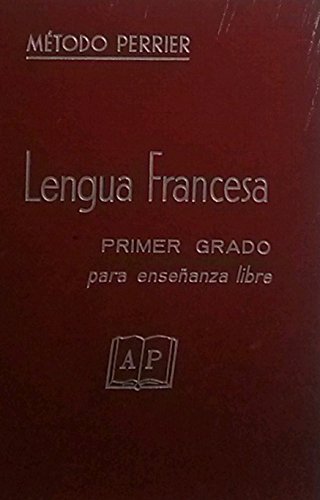 MÉTODO PERRIER
Lengua Francesa
PRIMER GRADO
para enseñanza libre
AP